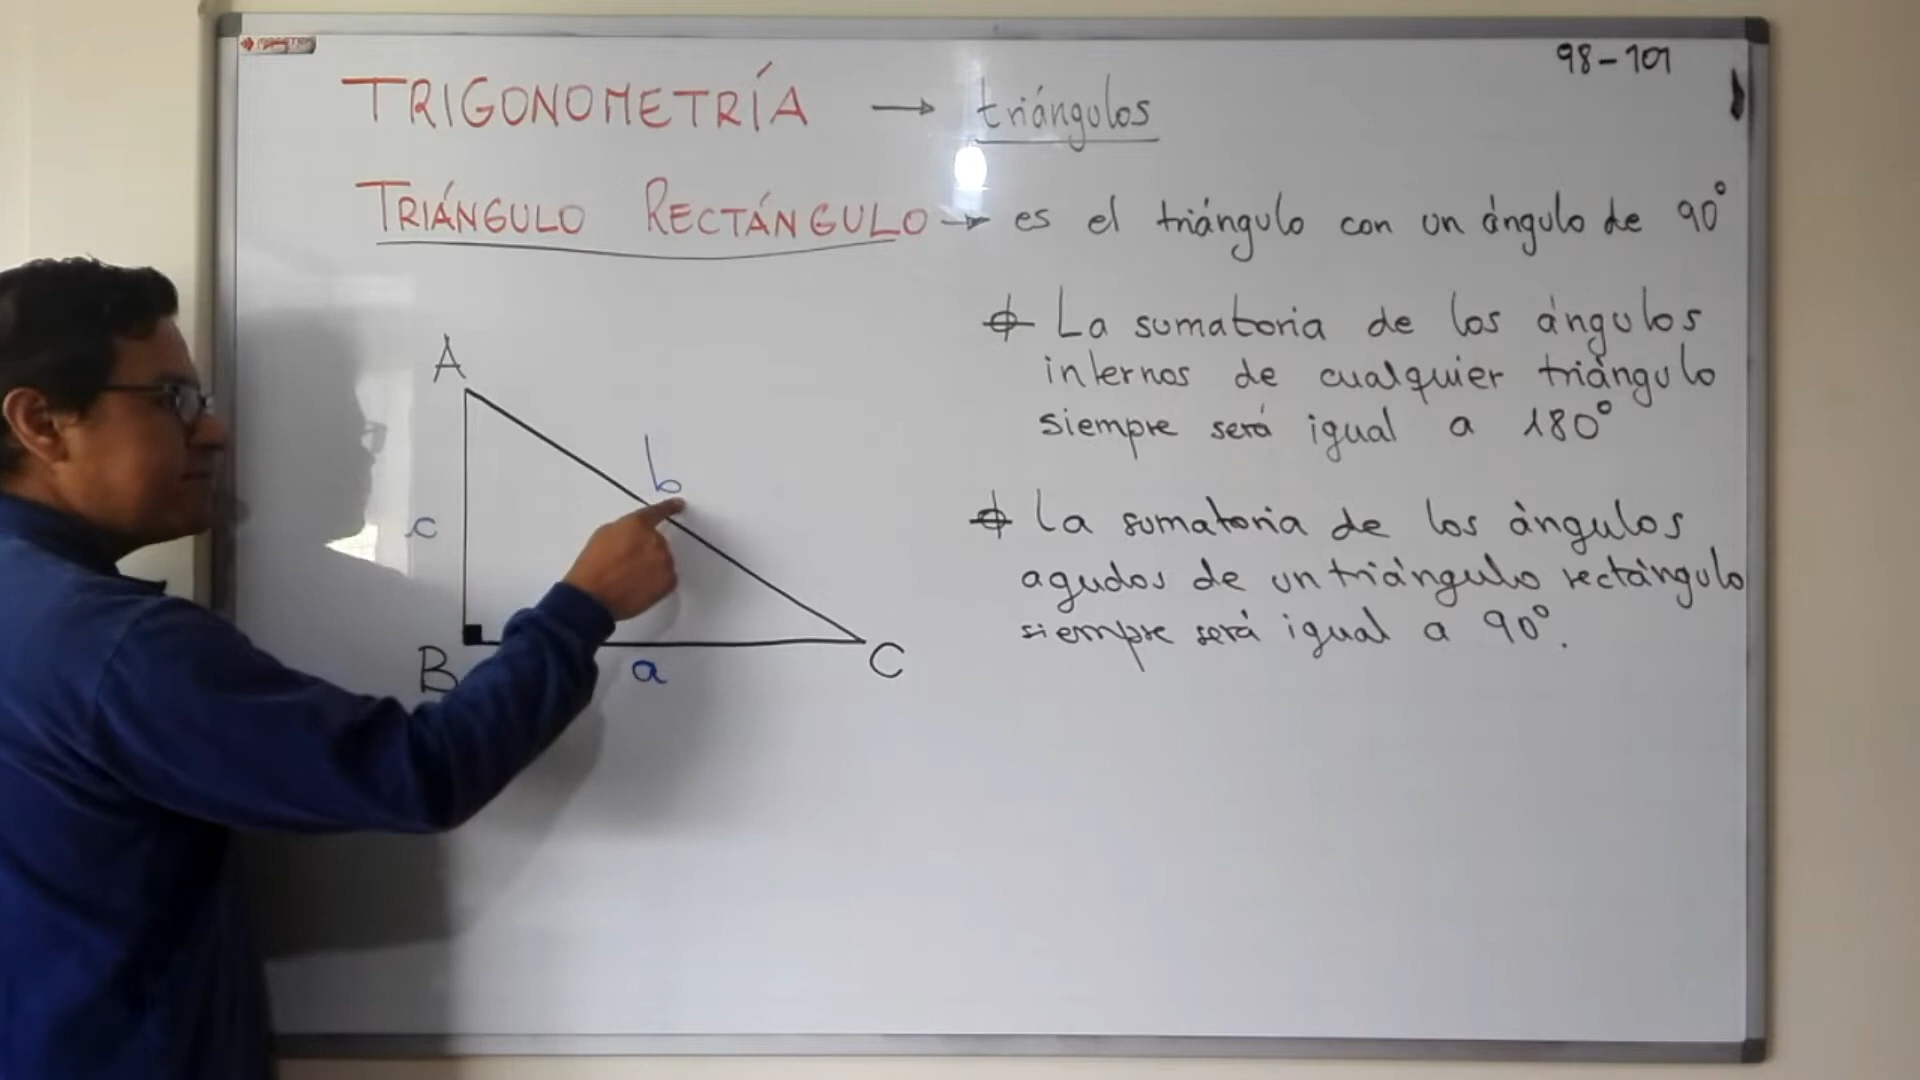 98-101
TRIGONOMETRÍA → triángulos
TRIÁNGULO RECTÁNGULO → es el triángulo con un ángulo de 90°
La sumatoria de los ángulos
internos de cualquier triángulo
siempre será igual a 180°
La sumatoria de los ángulos
agudos de un triángulo rectángulo
siempre será igual a 90°.
A
b
c
B
a
C